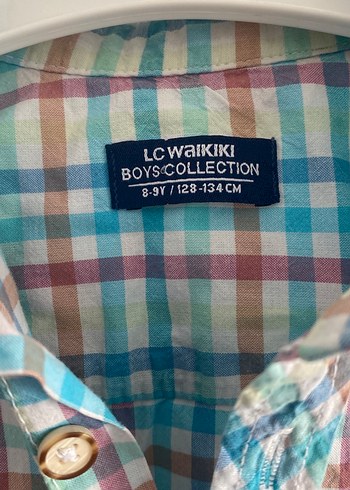 LC WAIKIKI
BOYS COLLECTION
8-9Y / 128-134 CM